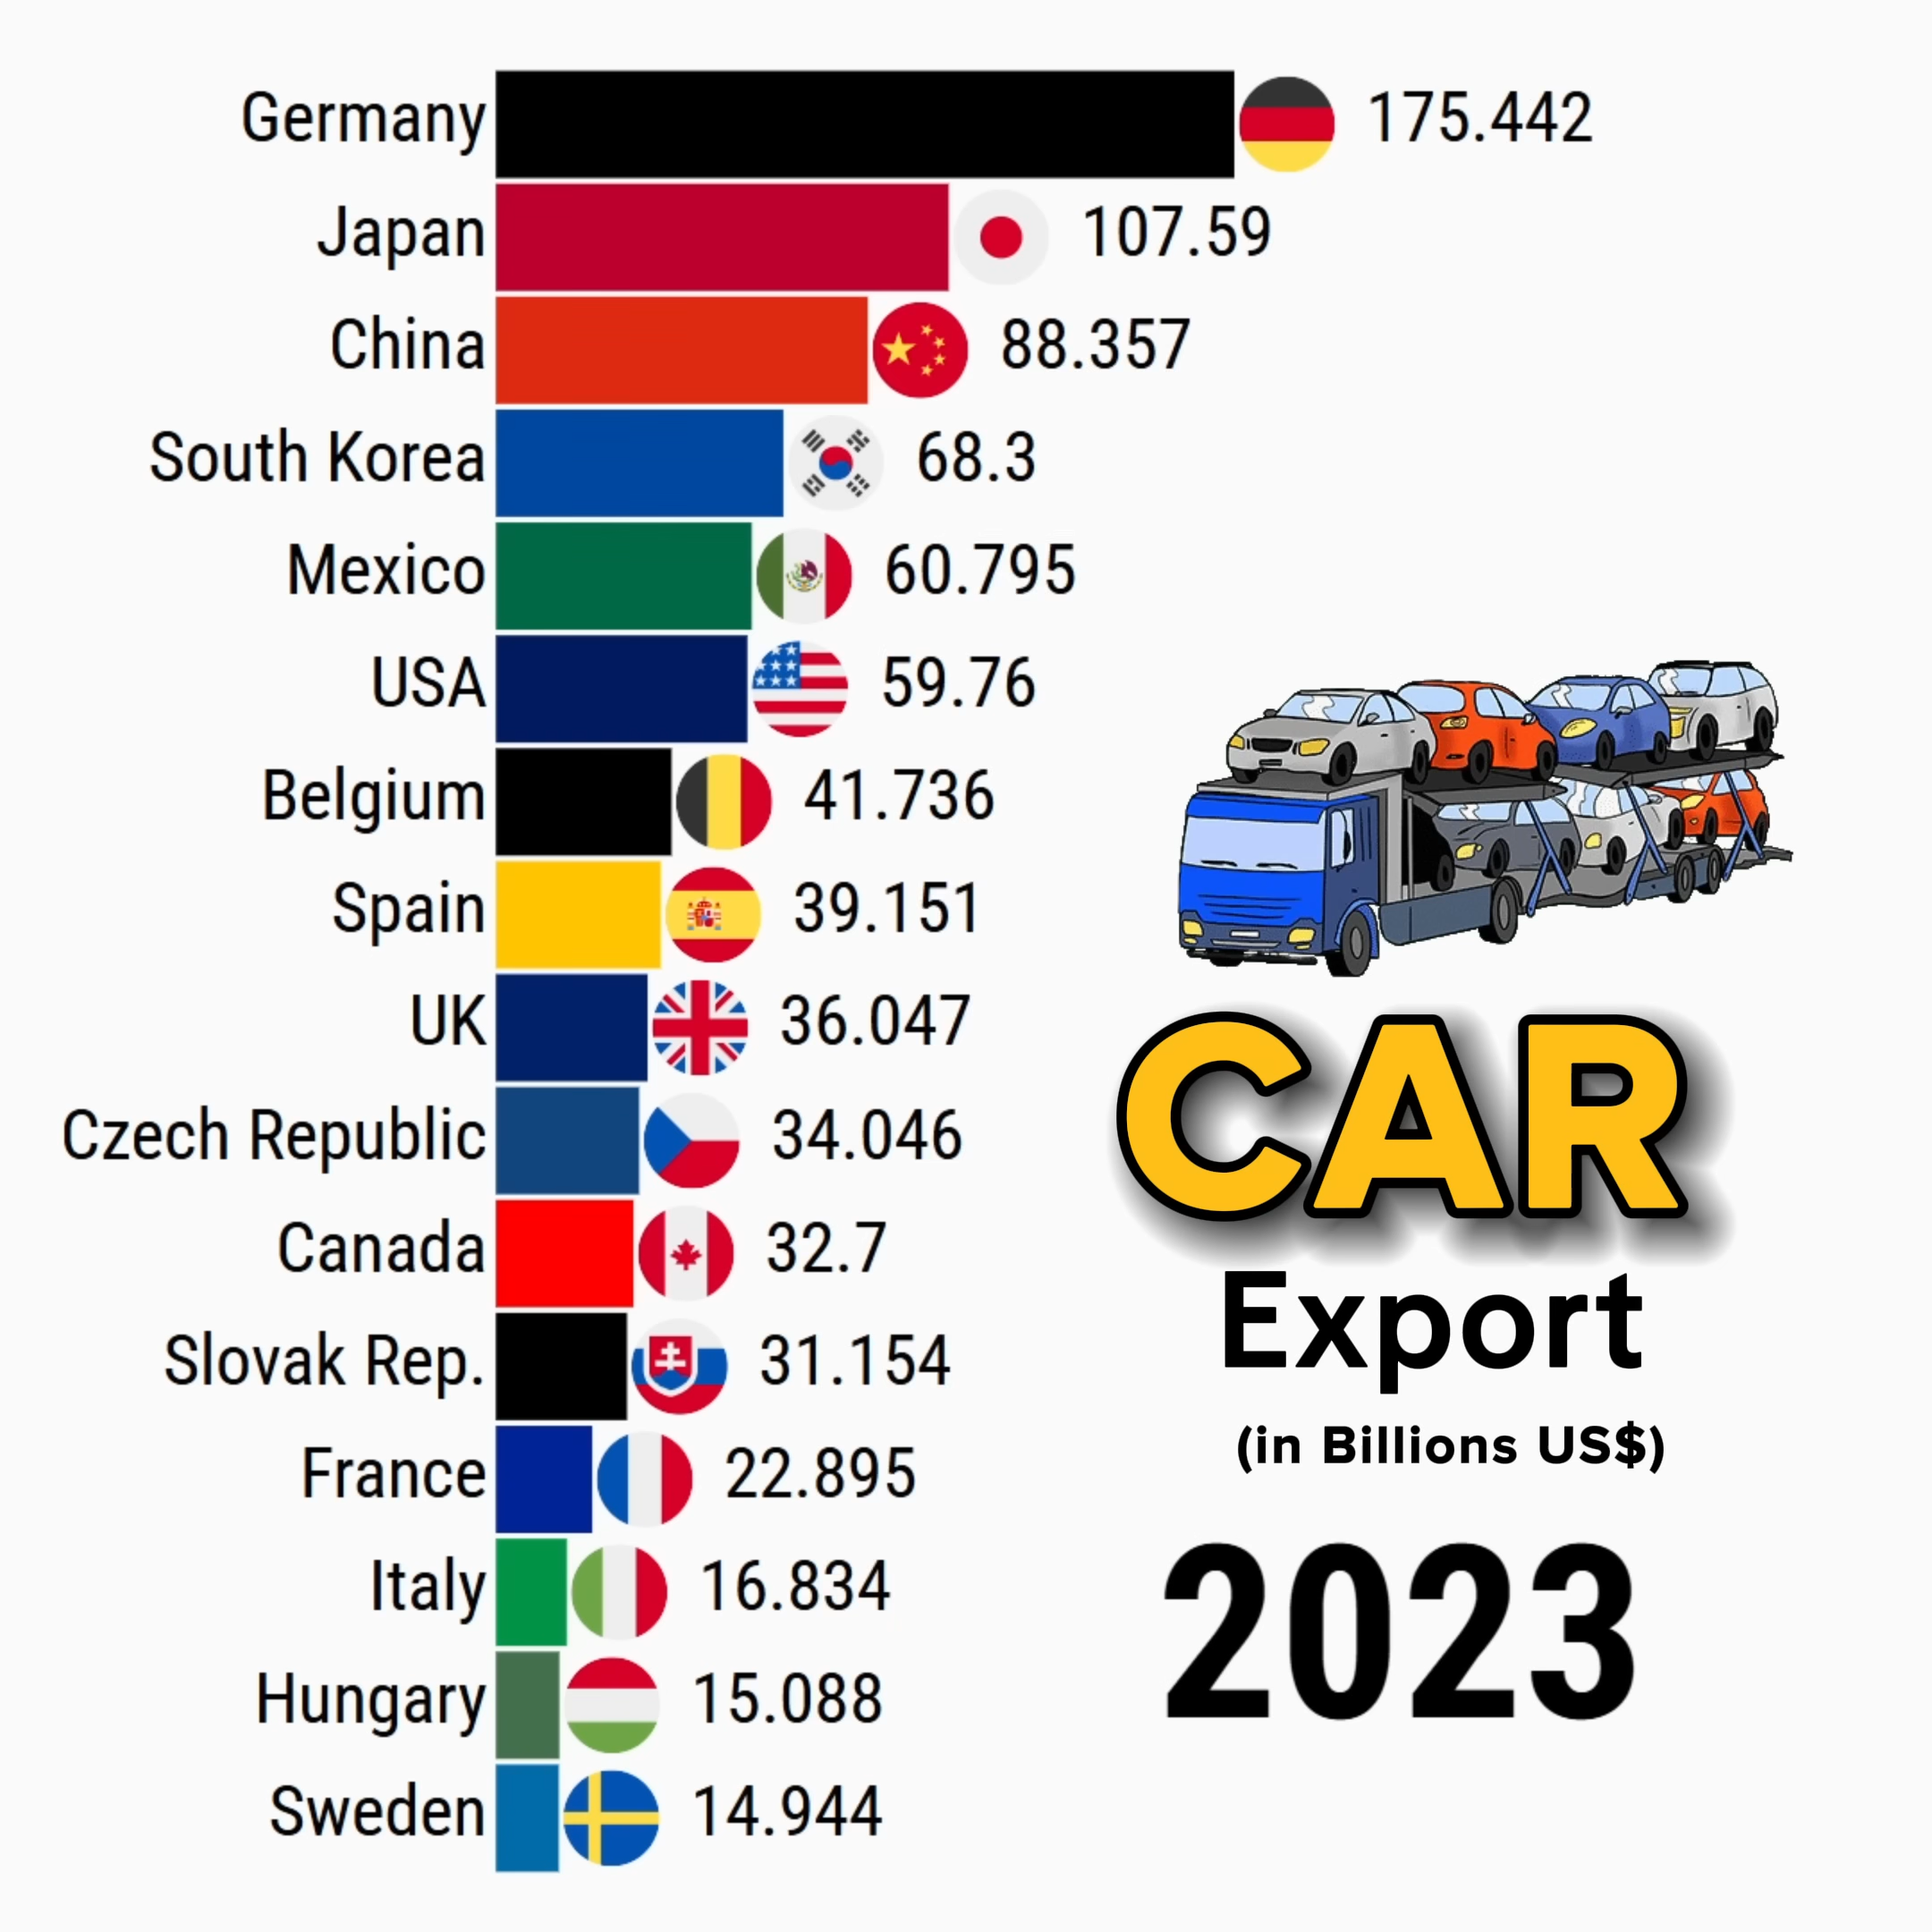 Germany 175.442
Japan 107.59
China 88.357
South Korea 68.3
Mexico 60.795
USA 59.76
Belgium 41.736
Spain 39.151
UK 36.047
Czech Republic 34.046
Canada 32.7
Slovak Rep. 31.154
France 22.895
Italy 16.834
Hungary 15.088
Sweden 14.944
CAR
Export
(in Billions US$)
2023